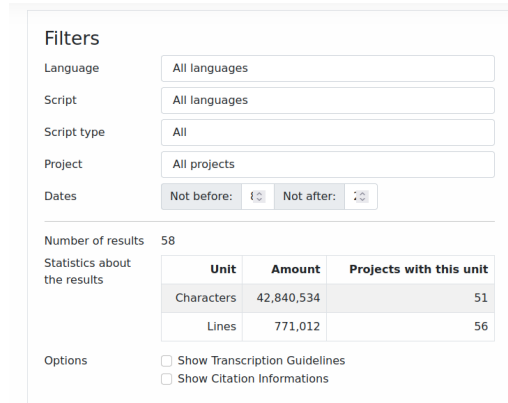 Filters
Language All languages
Script All languages
Script type All
Project All projects
Dates Not before: Not after:
Number of results 58
Statistics about the results
Unit Amount Projects with this unit
Characters 42,840,534 51
Lines 771,012 56
Options Show Transcription Guidelines
Show Citation Informations